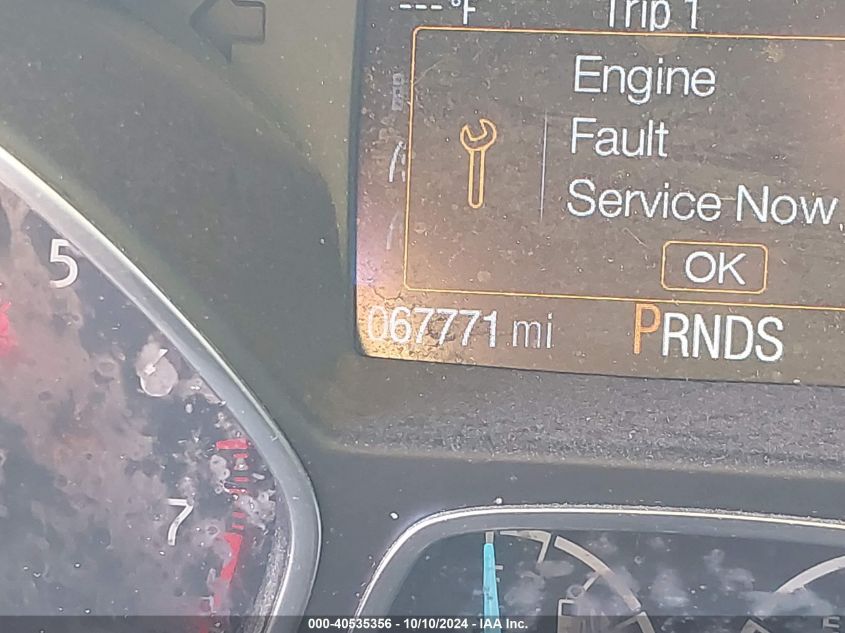 --- °F Trip 1
Engine
Fault
Service Now
OK
067771 mi PRNDS
5
7
000-40535356 - 10/10/2024 - IAA Inc.